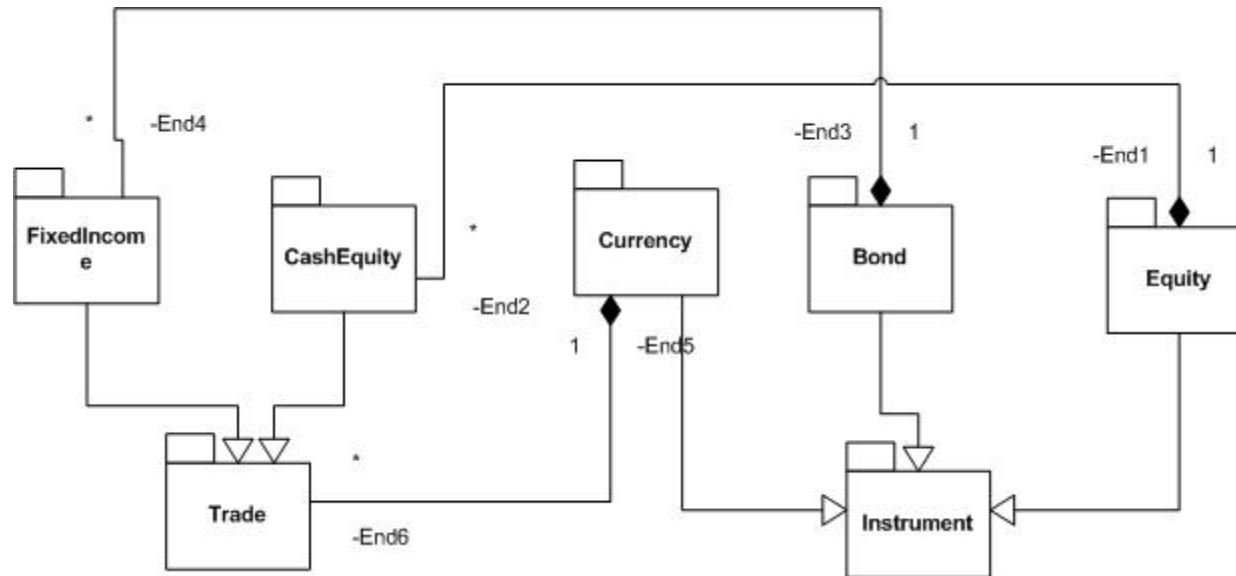 *
-End4
-End3
1
-End1
1
FixedIncom
e
CashEquity
*
Currency
Bond
Equity
-End2
1
-End5
Trade
*
-End6
Instrument